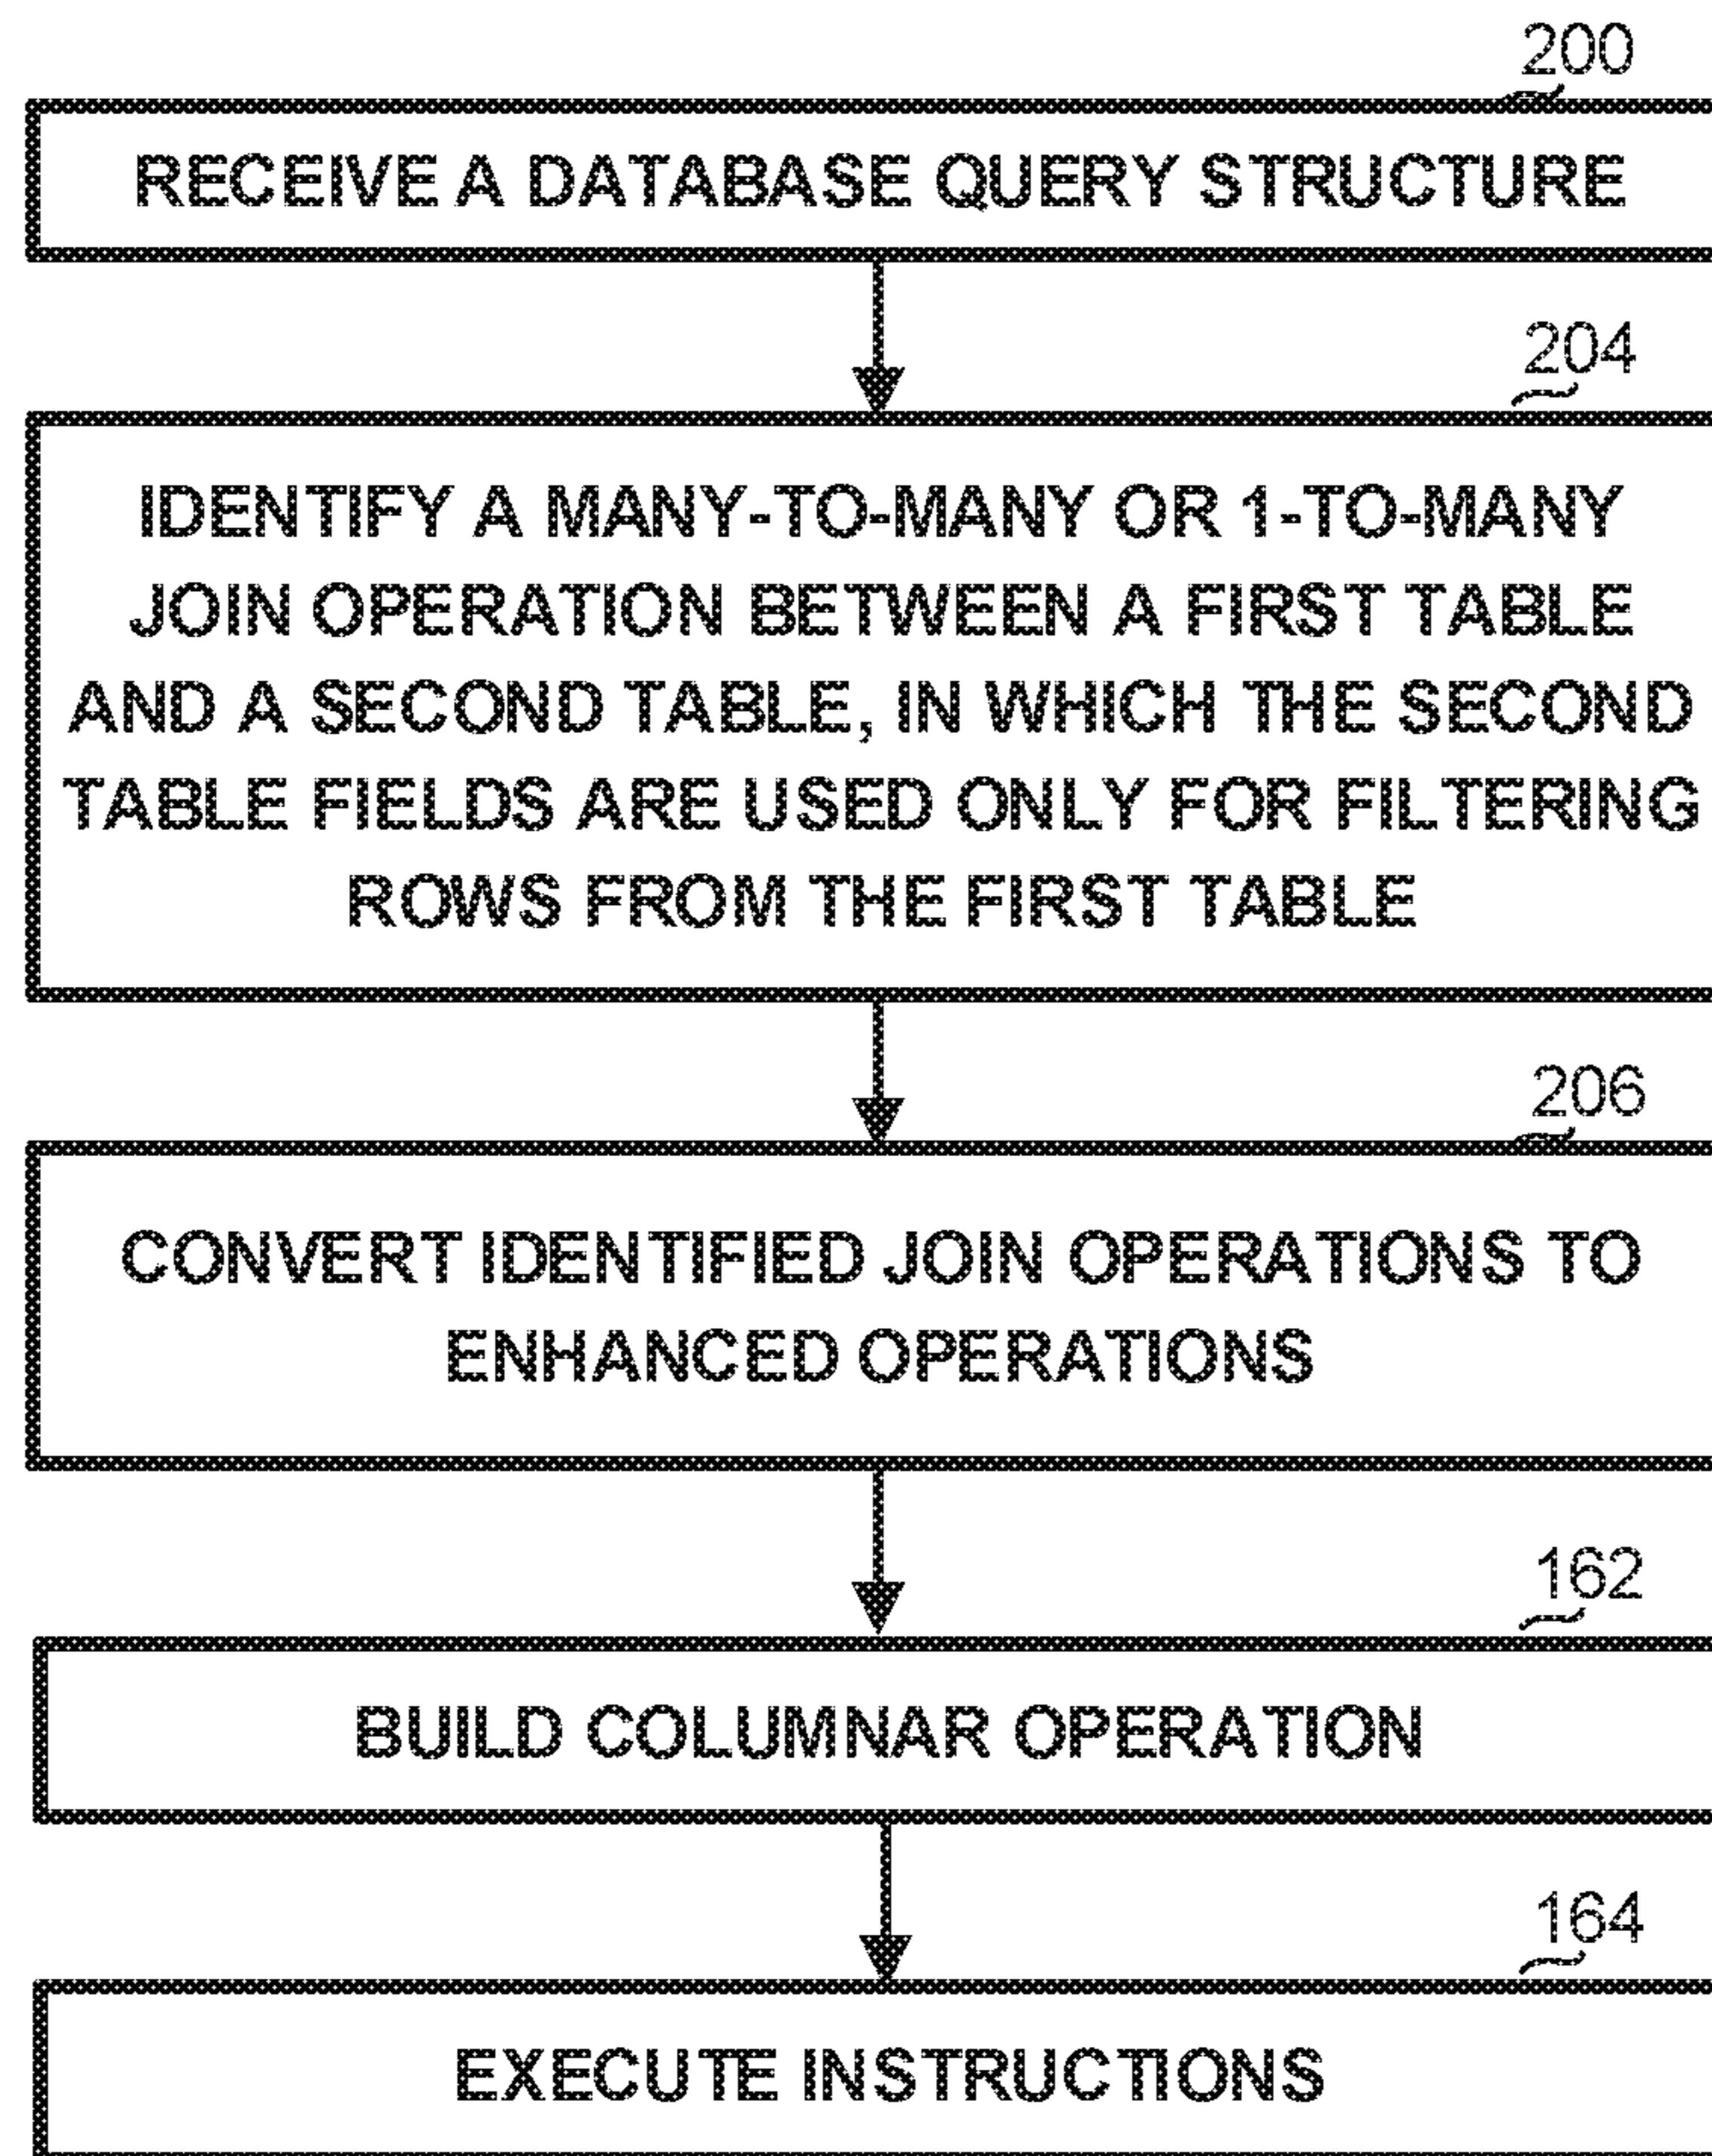 200
RECEIVE A DATABASE QUERY STRUCTURE
204
IDENTIFY A MANY-TO-MANY OR 1-TO-MANY
JOIN OPERATION BETWEEN A FIRST TABLE
AND A SECOND TABLE, IN WHICH THE SECOND
TABLE FIELDS ARE USED ONLY FOR FILTERING
ROWS FROM THE FIRST TABLE
206
CONVERT IDENTIFIED JOIN OPERATIONS TO
ENHANCED OPERATIONS
162
BUILD COLUMNAR OPERATION
164
EXECUTE INSTRUCTIONS